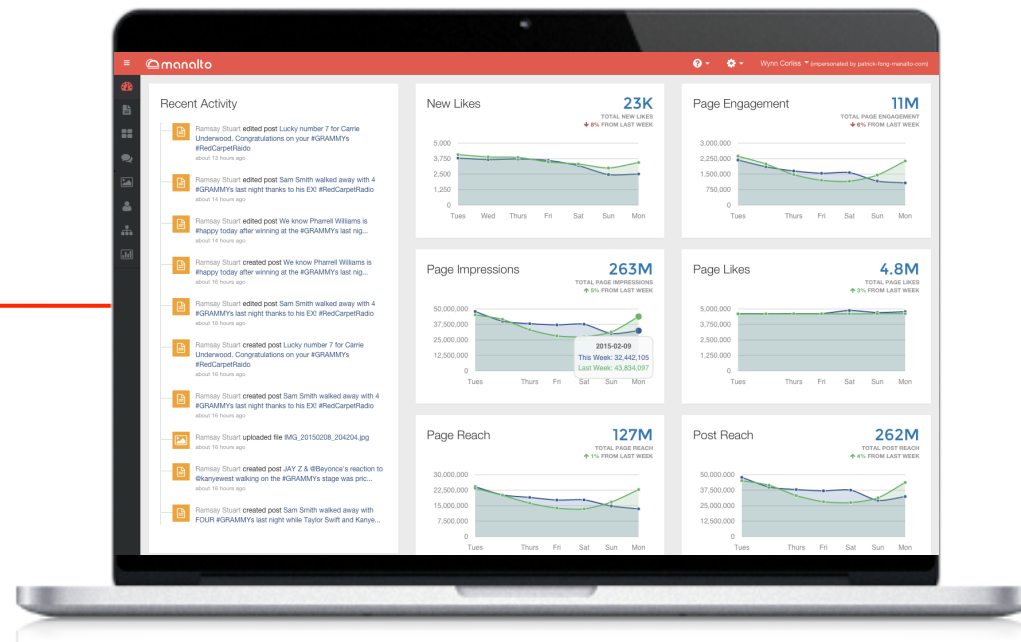 manalto
Wynn Corliss (impersonated by patrick-fong-manalto-com)
Recent Activity
Ramsay Stuart edited post Lucky number 7 for Carrie
Underwood. Congratulations on your #GRAMMYs
#RedCarpetRaido
about 13 hours ago
Ramsay Stuart edited post Sam Smith walked away with 4
#GRAMMYs last night thanks to his EX! #RedCarpetRadio
about 14 hours ago
Ramsay Stuart edited post We know Pharrell Williams is
#happy today after winning at the #GRAMMYs last nig...
about 14 hours ago
Ramsay Stuart created post We know Pharrell Williams is
#happy today after winning at the #GRAMMYs last nig...
about 16 hours ago
Ramsay Stuart edited post Sam Smith walked away with 4
#GRAMMYs last night thanks to his EX! #RedCarpetRadio
about 16 hours ago
Ramsay Stuart created post Lucky number 7 for Carrie
Underwood. Congratulations on your #GRAMMYs
#RedCarpetRaido
about 16 hours ago
Ramsay Stuart created post Sam Smith walked away with 4
#GRAMMYs last night thanks to his EX! #RedCarpetRadio
about 16 hours ago
Ramsay Stuart uploaded file IMG_20150208_204204.jpg
about 16 hours ago
Ramsay Stuart created post JAY Z & @Beyonce's reaction to
@kanyewest walking on the #GRAMMYs stage was pric...
about 16 hours ago
Ramsay Stuart created post Sam Smith walked away with
FOUR #GRAMMYs last night while Taylor Swift and Kanye...
New Likes
23K
TOTAL NEW LIKES
8% FROM LAST WEEK
5,000
3,750
2,500
1,250
0
Tues Wed Thurs Fri Sat Sun Mon
Page Engagement
11M
TOTAL PAGE ENGAGEMENT
6% FROM LAST WEEK
3,000,000
2,250,000
1,500,000
750,000
0
Tues Thurs Fri Sat Sun Mon
Page Impressions
263M
TOTAL PAGE IMPRESSIONS
5% FROM LAST WEEK
50,000,000
37,500,000
25,000,000
12,500,000
0
2015-02-09
This Week: 32,442,105
Last Week: 43,834,097
Tues Thurs Fri Sat Sun Mon
Page Likes
4.8M
TOTAL PAGE LIKES
3% FROM LAST WEEK
5,000,000
3,750,000
2,500,000
1,250,000
0
Tues Thurs Fri Sat Sun Mon
Page Reach
127M
TOTAL PAGE REACH
1% FROM LAST WEEK
30,000,000
22,500,000
15,000,000
7,500,000
0
Tues Thurs Fri Sat Sun Mon
Post Reach
262M
TOTAL POST REACH
4% FROM LAST WEEK
50,000,000
37,500,000
25,000,000
12,500,000
0
Tues Thurs Fri Sat Sun Mon